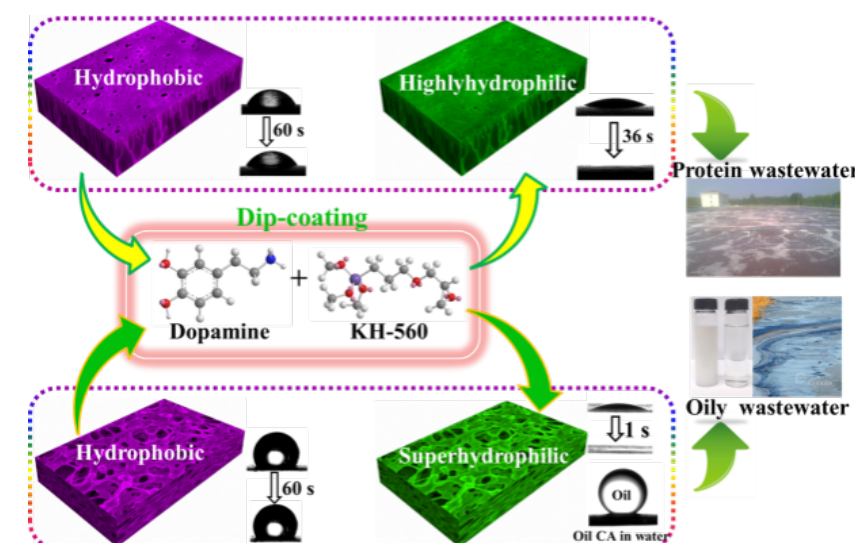 Hydrophobic
60 s
Highlyhydrophilic
36 s
Protein wastewater
Dip-coating
Dopamine
+
KH-560
Oily wastewater
Hydrophobic
60 s
Superhydrophilic
1 s
Oil
Oil CA in water